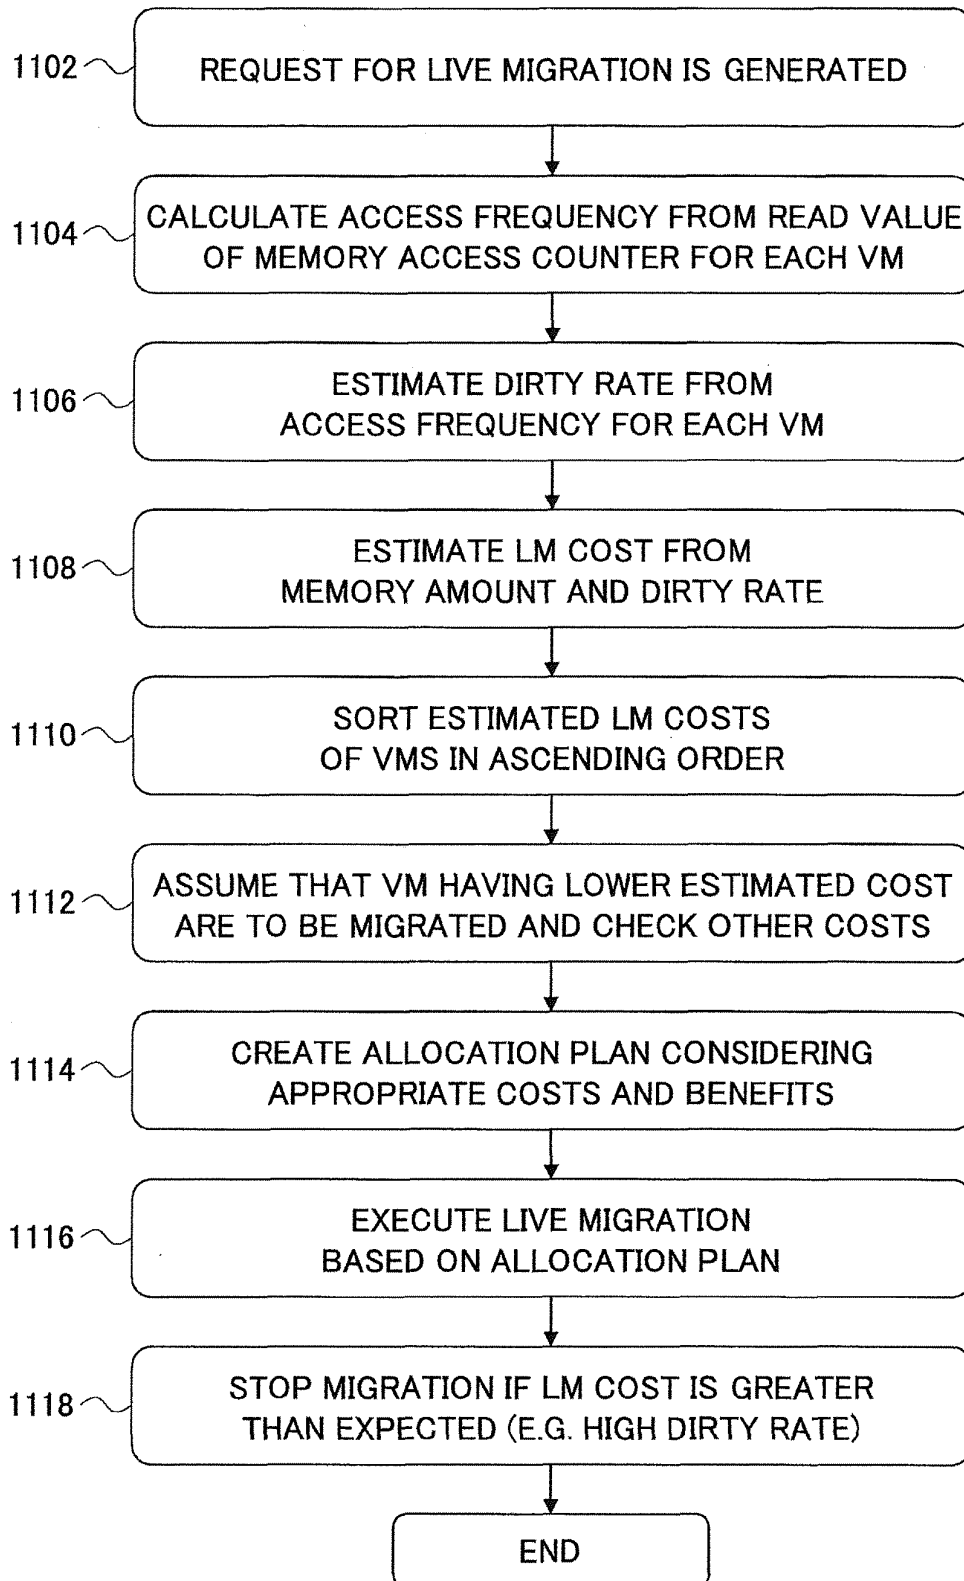 1102
REQUEST FOR LIVE MIGRATION IS GENERATED
1104
CALCULATE ACCESS FREQUENCY FROM READ VALUE
OF MEMORY ACCESS COUNTER FOR EACH VM
1106
ESTIMATE DIRTY RATE FROM
ACCESS FREQUENCY FOR EACH VM
1108
ESTIMATE LM COST FROM
MEMORY AMOUNT AND DIRTY RATE
1110
SORT ESTIMATED LM COSTS
OF VMS IN ASCENDING ORDER
1112
ASSUME THAT VM HAVING LOWER ESTIMATED COST
ARE TO BE MIGRATED AND CHECK OTHER COSTS
1114
CREATE ALLOCATION PLAN CONSIDERING
APPROPRIATE COSTS AND BENEFITS
1116
EXECUTE LIVE MIGRATION
BASED ON ALLOCATION PLAN
1118
STOP MIGRATION IF LM COST IS GREATER
THAN EXPECTED (E.G. HIGH DIRTY RATE)
END